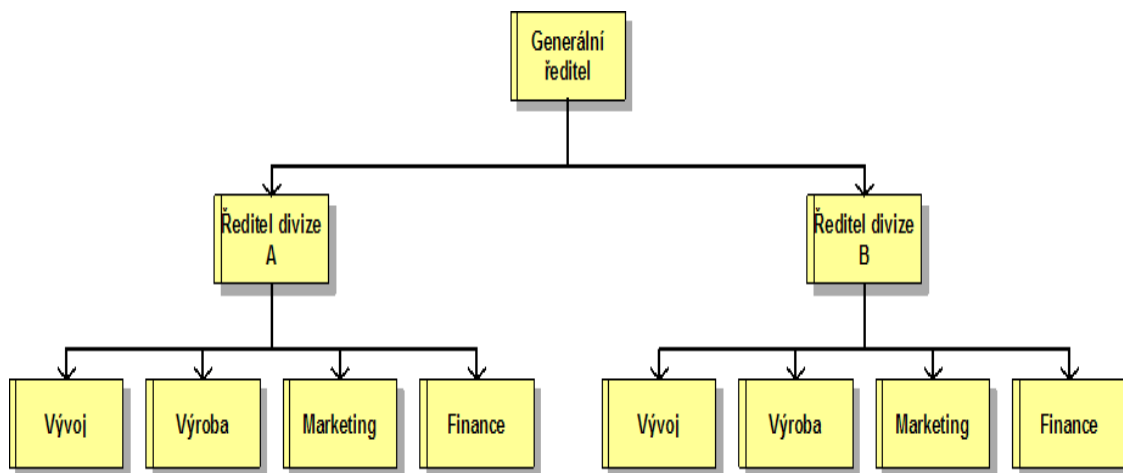 Generální
ředitel
Ředitel divize
A
Ředitel divize
B
Vývoj
Výroba
Marketing
Finance
Vývoj
Výroba
Marketing
Finance